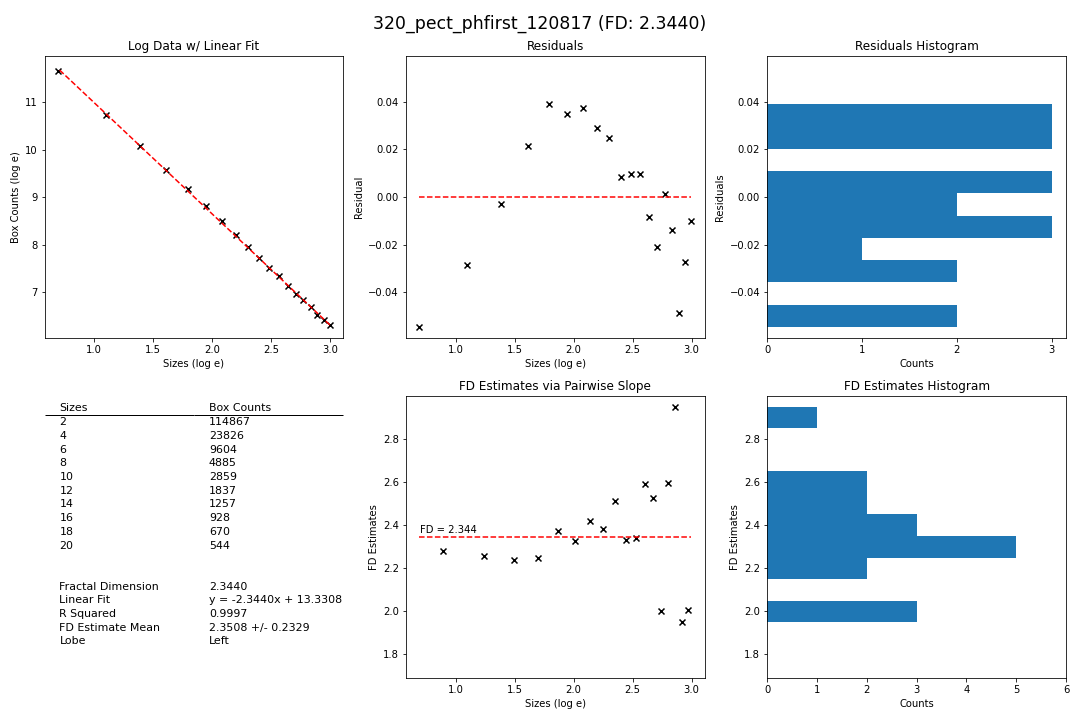 320_pect_phfirst_120817 (FD: 2.3440)
Log Data w/ Linear Fit
Box Counts (log e)
11
10
9
8
7
1.0 1.5 2.0 2.5 3.0
Sizes (log e)
Residuals
Residual
0.04
0.02
0.00
−0.02
−0.04
1.0 1.5 2.0 2.5 3.0
Sizes (log e)
Residuals Histogram
Residuals
0.04
0.02
0.00
−0.02
−0.04
0 1 2 3
Counts
Sizes Box Counts
2 114867
4 23826
6 9604
8 4885
10 2859
12 1837
14 1257
16 928
18 670
20 544
Fractal Dimension 2.3440
Linear Fit y = -2.3440x + 13.3308
R Squared 0.9997
FD Estimate Mean 2.3508 +/- 0.2329
Lobe Left
FD Estimates via Pairwise Slope
FD Estimates
2.8
2.6
2.4
2.2
2.0
1.8
FD = 2.344
1.0 1.5 2.0 2.5 3.0
Sizes (log e)
FD Estimates Histogram
FD Estimates
2.8
2.6
2.4
2.2
2.0
1.8
0 1 2 3 4 5 6
Counts